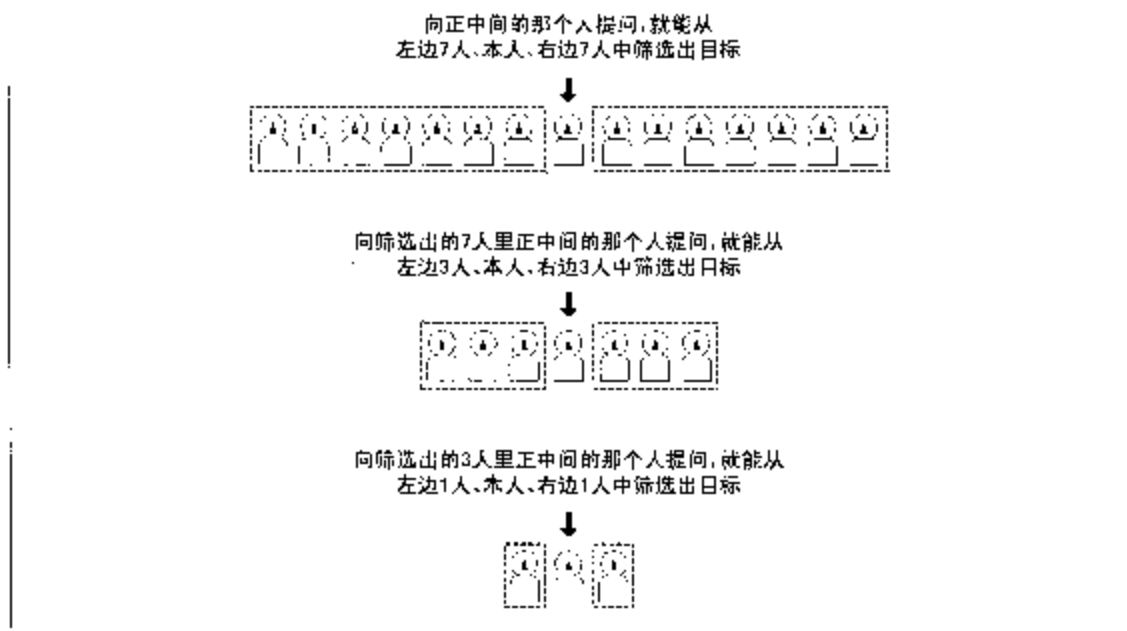 向正中间的那个人提问,就能从
左边7人、本人、右边7人中筛选出目标
向筛选出的7人里正中间的那个人提问,就能从
左边3人、本人、右边3人中筛选出目标
向筛选出的3人里正中间的那个人提问,就能从
左边1人、本人、右边1人中筛选出目标